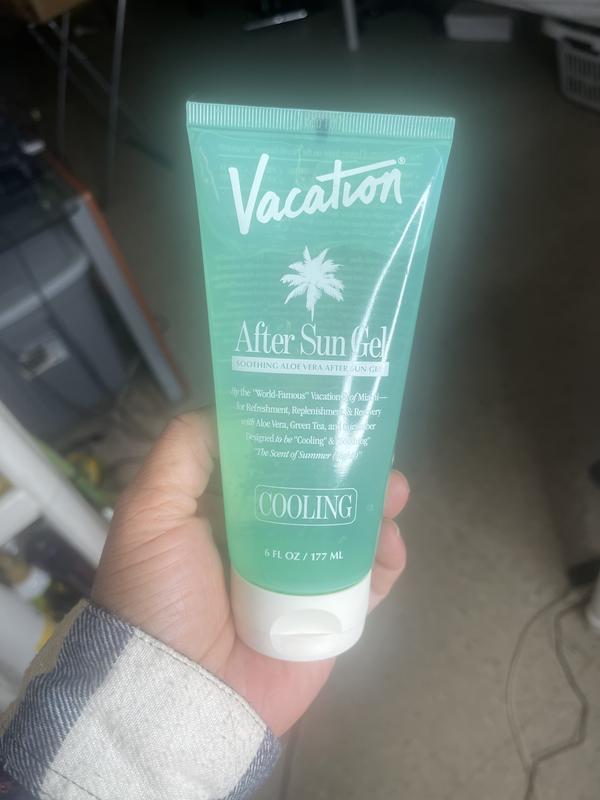 Vacation®
After Sun Gel
SOOTHING ALOE VERA AFTER SUN GEL
By the "World-Famous" Vacation® of Miami—
for Refreshment, Replenishment & Recovery
with Aloe Vera, Green Tea, and Cucumber
Designed to be "Cooling" &
"The Scent of Summer
COOLING
6 FL OZ / 177 ML